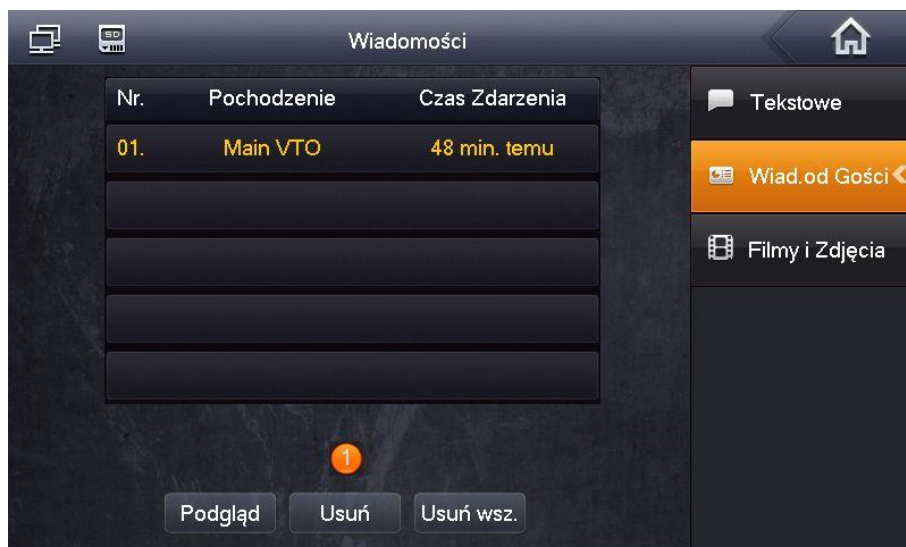 SD
Wiadomości
Nr. Pochodzenie Czas Zdarzenia
01. Main VTO 48 min. temu
Tekstowe
Wiad.od Gości
Filmy i Zdjęcia
1
Podgląd Usuń Usuń wsz.